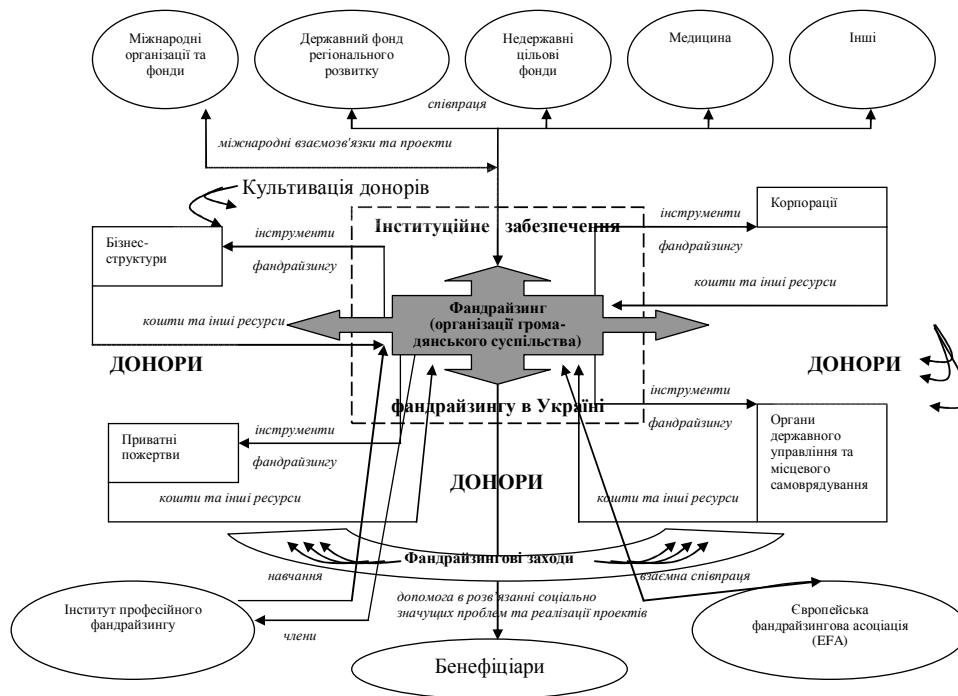 Міжнародні
організації та
фонди
Державний фонд
регіонального
розвитку
Недержавні
цільові
фонди
Медицина
Інші
співпраця
міжнародні взаємозв'язки та проекти
Культивація донорів
Інституційне забезпечення
Бізнес-
структури
інструменти
фандрайзингу
кошти та інші ресурси
Корпорації
інструменти
фандрайзингу
кошти та інші ресурси
Фандрайзинг
(організації грома-
дянського суспільства)
ДОНОРИ
ДОНОРИ
фандрайзингу в Україні
Приватні
пожертви
інструменти
фандрайзингу
кошти та інші ресурси
інструменти
фандрайзингу
кошти та інші ресурси
Органи
державного
управління та
місцевого
самоврядування
ДОНОРИ
Фандрайзингові заходи
навчання
взаємна співпраця
Інститут професійного
фандрайзингу
члени
допомога в розв'язанні соціально
значущих проблем та реалізації проектів
Європейська
фандрайзингова асоціація
(EFA)
Бенефіціари